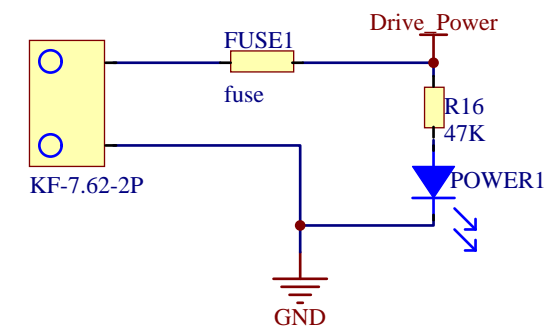 Drive_Power
FUSE1
fuse
R16
47K
KF-7.62-2P
POWER1
GND